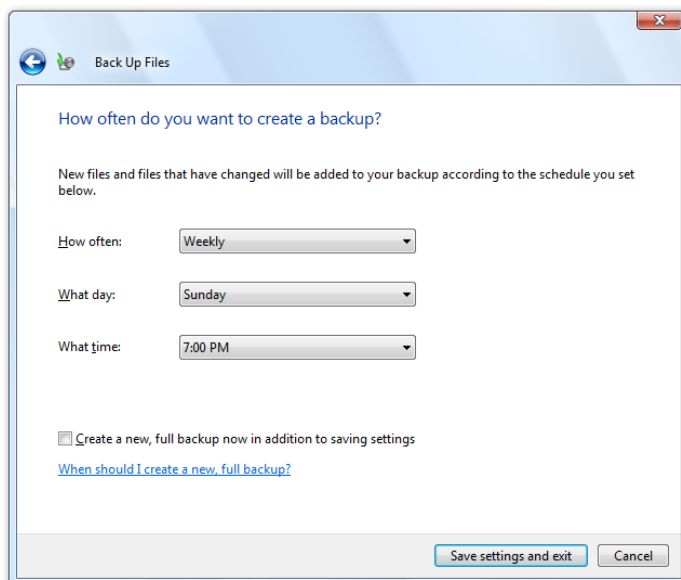 Back Up Files
How often do you want to create a backup?
New files and files that have changed will be added to your backup according to the schedule you set
below.
How often: Weekly
What day: Sunday
What time: 7:00 PM
Create a new, full backup now in addition to saving settings
When should I create a new, full backup?
Save settings and exit Cancel